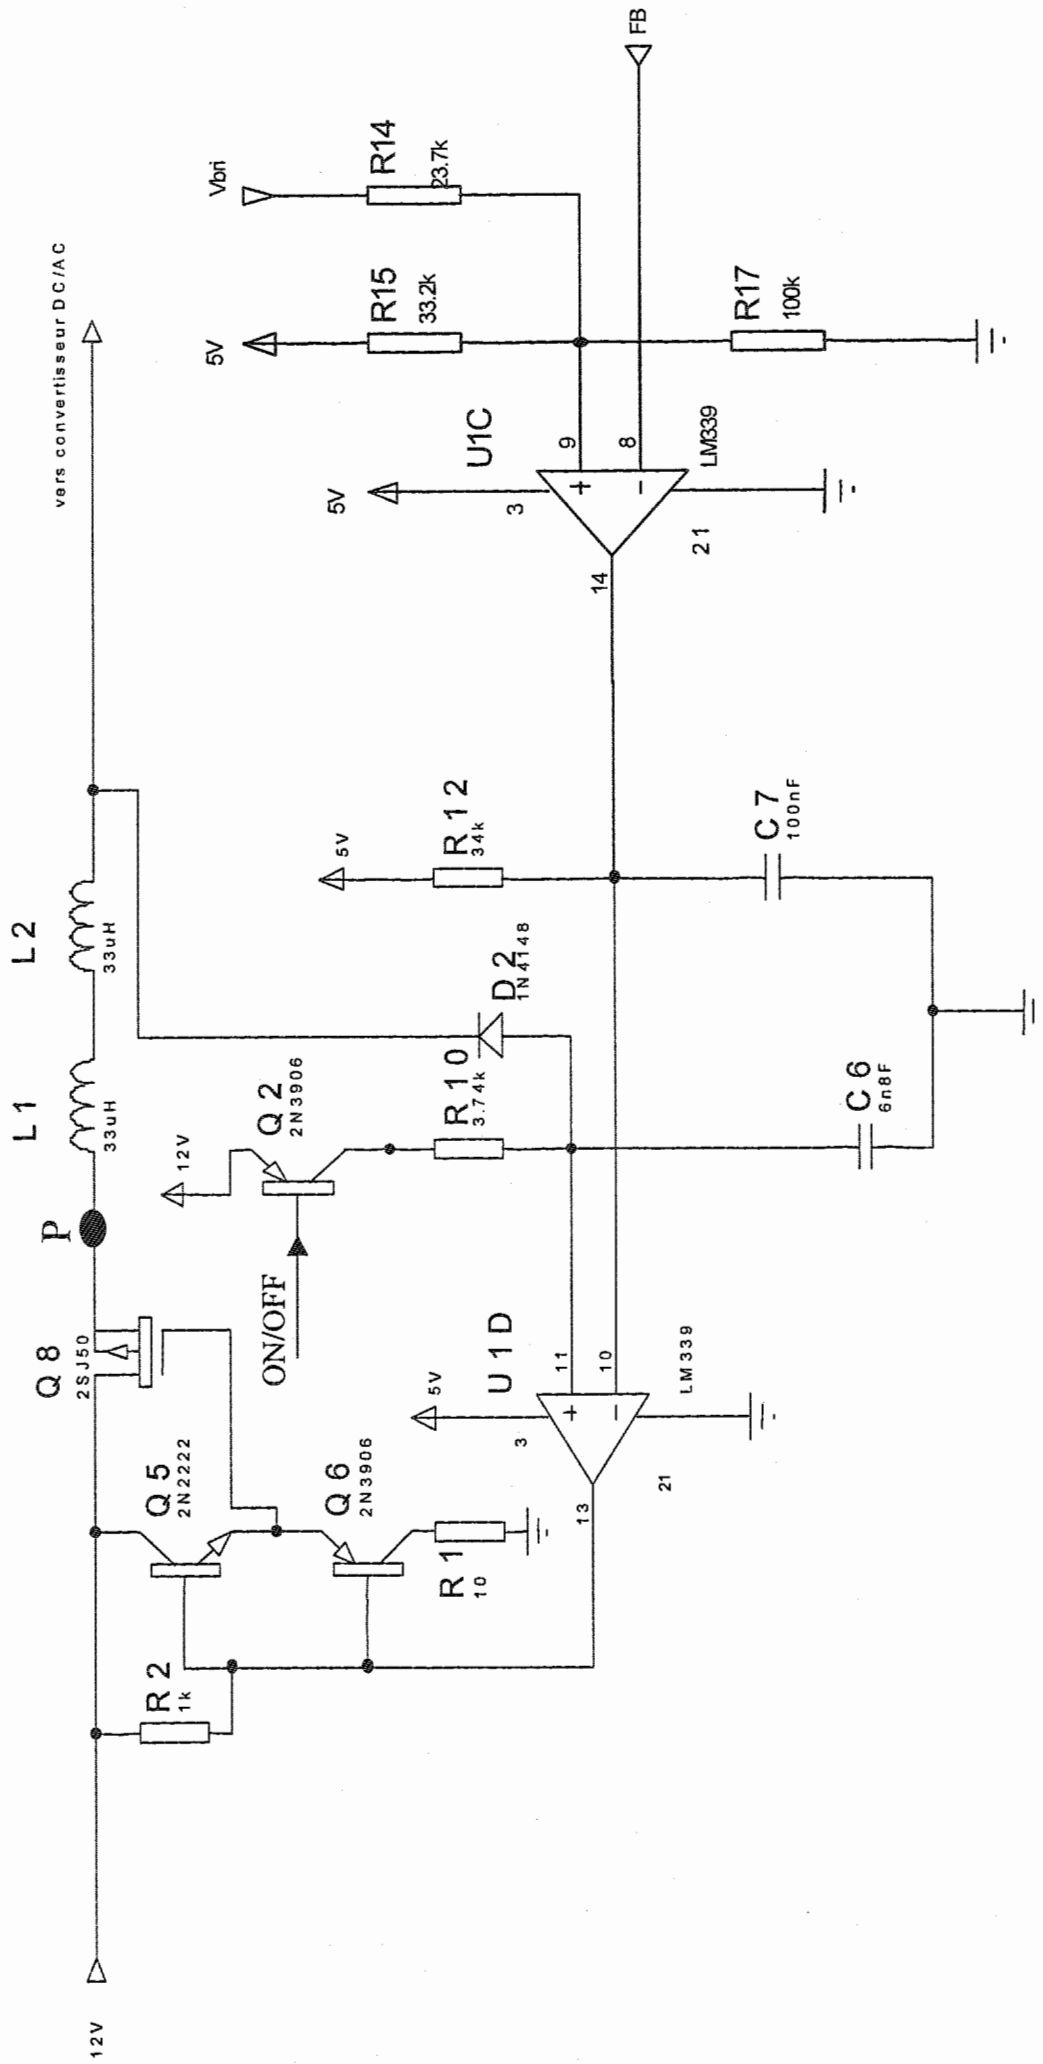 12V
R2
1k
Q5
2N2222
Q6
2N3906
R1
10
Q8
2SJ50
P
L1
33uH
L2
33uH
vers convertisseur DC/AC
ON/OFF
12V
Q2
2N3906
R10
3.74k
D2
1N4148
5V
R12
34k
C6
6n8F
C7
100nF
U1D
5V
3
11
10
13
21
LM339
+
−
U1C
5V
3
9
8
14
21
LM339
+
−
5V
R15
33.2k
Vbri
R14
23.7k
R17
100k
FB